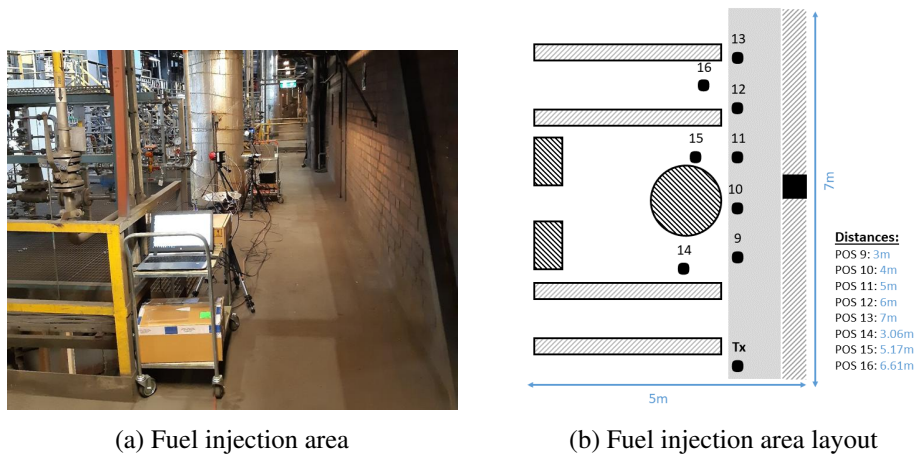 13
16
12
15
11
10
9
14
Tx
7m
5m
Distances:
POS 9: 3m
POS 10: 4m
POS 11: 5m
POS 12: 6m
POS 13: 7m
POS 14: 3.06m
POS 15: 5.17m
POS 16: 6.61m
(a) Fuel injection area
(b) Fuel injection area layout